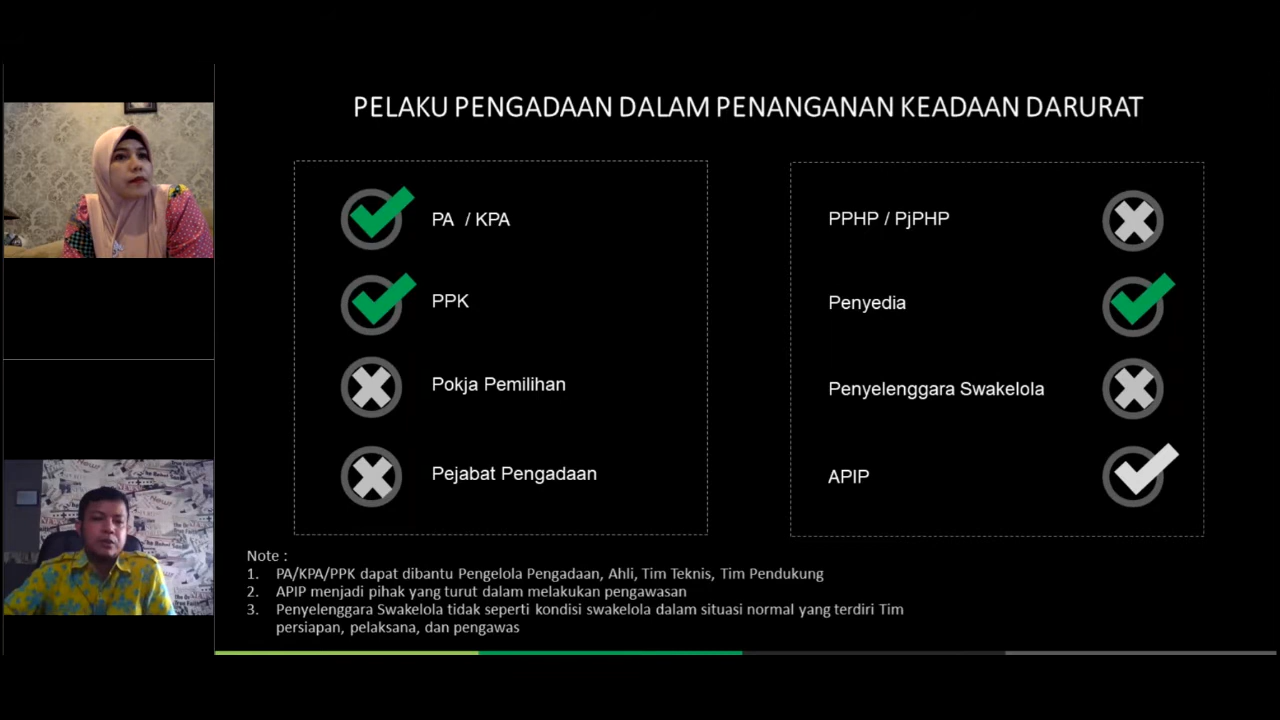 PELAKU PENGADAAN DALAM PENANGANAN KEADAAN DARURAT
PA / KPA
PPK
Pokja Pemilihan
Pejabat Pengadaan
PPHP / PjPHP
Penyedia
Penyelenggara Swakelola
APIP
Note :
1. PA/KPA/PPK dapat dibantu Pengelola Pengadaan, Ahli, Tim Teknis, Tim Pendukung
2. APIP menjadi pihak yang turut dalam melakukan pengawasan
3. Penyelenggara Swakelola tidak seperti kondisi swakelola dalam situasi normal yang terdiri Tim
persiapan, pelaksana, dan pengawas